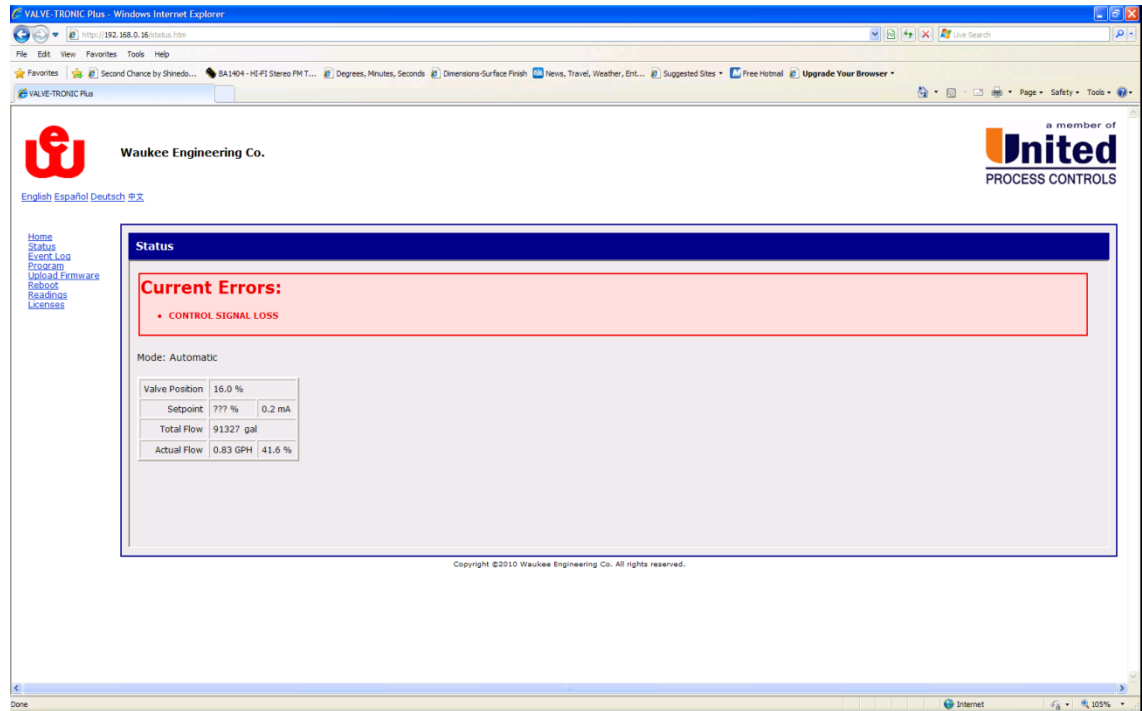 VALVE-TRONIC Plus - Windows Internet Explorer
http://192.168.0.16/status.htm
Live Search
File Edit View Favorites Tools Help
Favorites Second Chance by Shinedo... BA1404 - HI-FI Stereo FM T... Degrees, Minutes, Seconds Dimensions-Surface Finish News, Travel, Weather, Ent... Suggested Sites Free Hotmail Upgrade Your Browser
VALVE-TRONIC Plus
Page Safety Tools
Waukee Engineering Co.
a member of
United
PROCESS CONTROLS
English Español Deutsch 中文
Home
Status
Event Log
Program
Upload Firmware
Reboot
Readings
Licenses
Status
Current Errors:
• CONTROL SIGNAL LOSS
Mode: Automatic
Valve Position 16.0 %
Setpoint ??? % 0.2 mA
Total Flow 91327 gal
Actual Flow 0.83 GPH 41.6 %
Copyright ©2010 Waukee Engineering Co. All rights reserved.
Done
Internet
105%